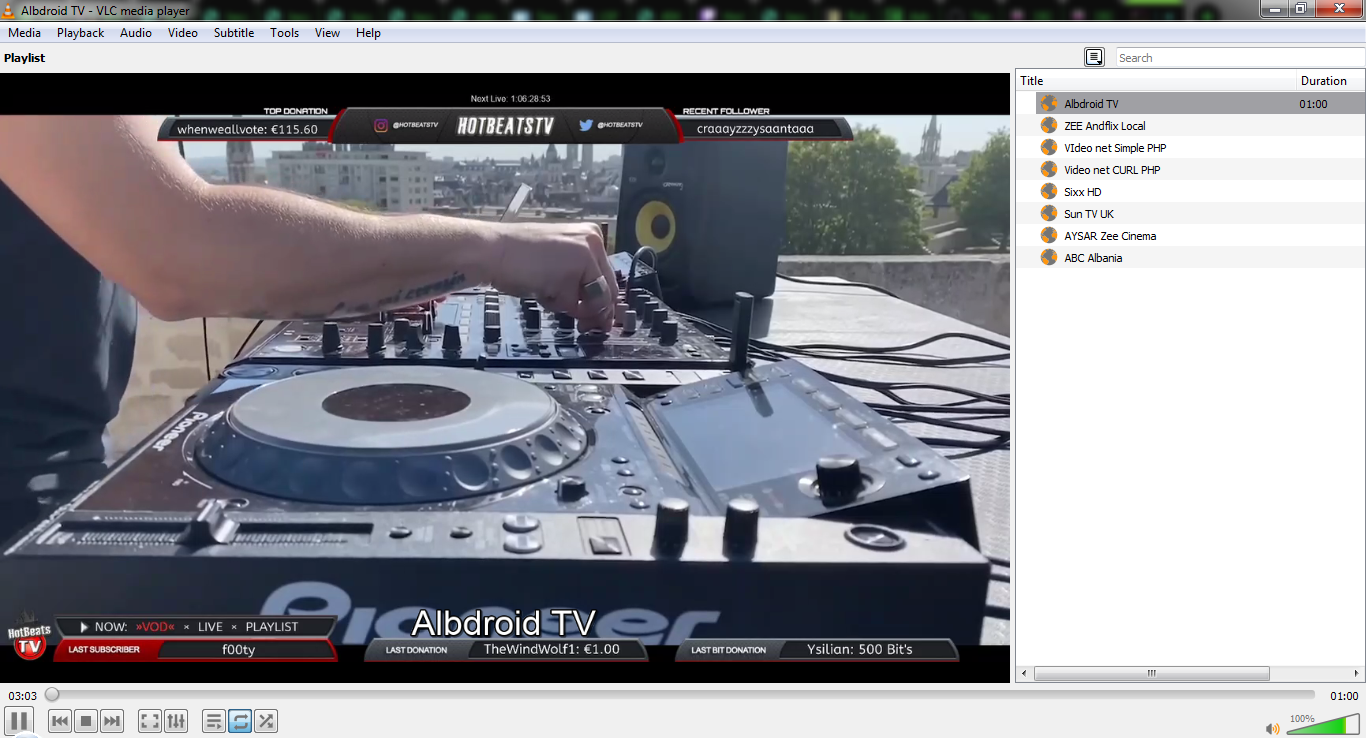 Albdroid TV - VLC media player
Media Playback Audio Video Subtitle Tools View Help
Playlist
Search
Title Duration
Albdroid TV 01:00
ZEE Andflix Local
VIdeo net Simple PHP
Video net CURL PHP
Sixx HD
Sun TV UK
AYSAR Zee Cinema
ABC Albania
Next Live: 1:06:28:53
TOP DONATION
whenweallvote: €115.60
@HOTBEATSTV
HOTBEATSTV
@HOTBEATSTV
RECENT FOLLOWER
craaayzzzysaantaaa
Pioneer
Pioneer
Albdroid TV
HotBeats
TV
NOW: »VOD« × LIVE × PLAYLIST
LAST SUBSCRIBER f00ty
LAST DONATION TheWindWolf1: €1.00
LAST BIT DONATION Ysilian: 500 Bit's
03:03
01:00
100%